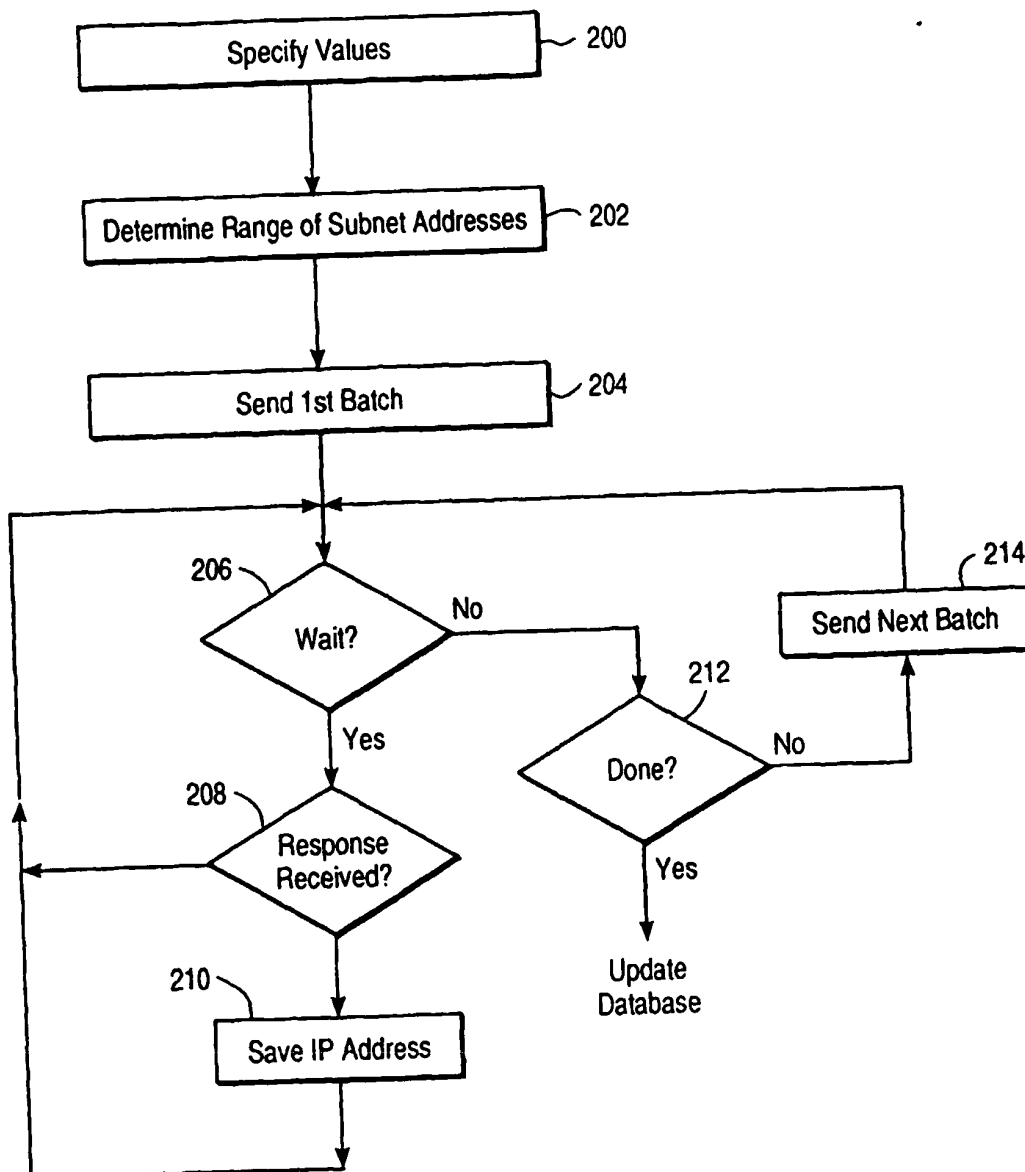 Specify Values
200
Determine Range of Subnet Addresses
202
Send 1st Batch
204
206
Wait?
No
214
Send Next Batch
212
Done?
No
Yes
208
Response
Received?
Yes
Update
Database
210
Save IP Address